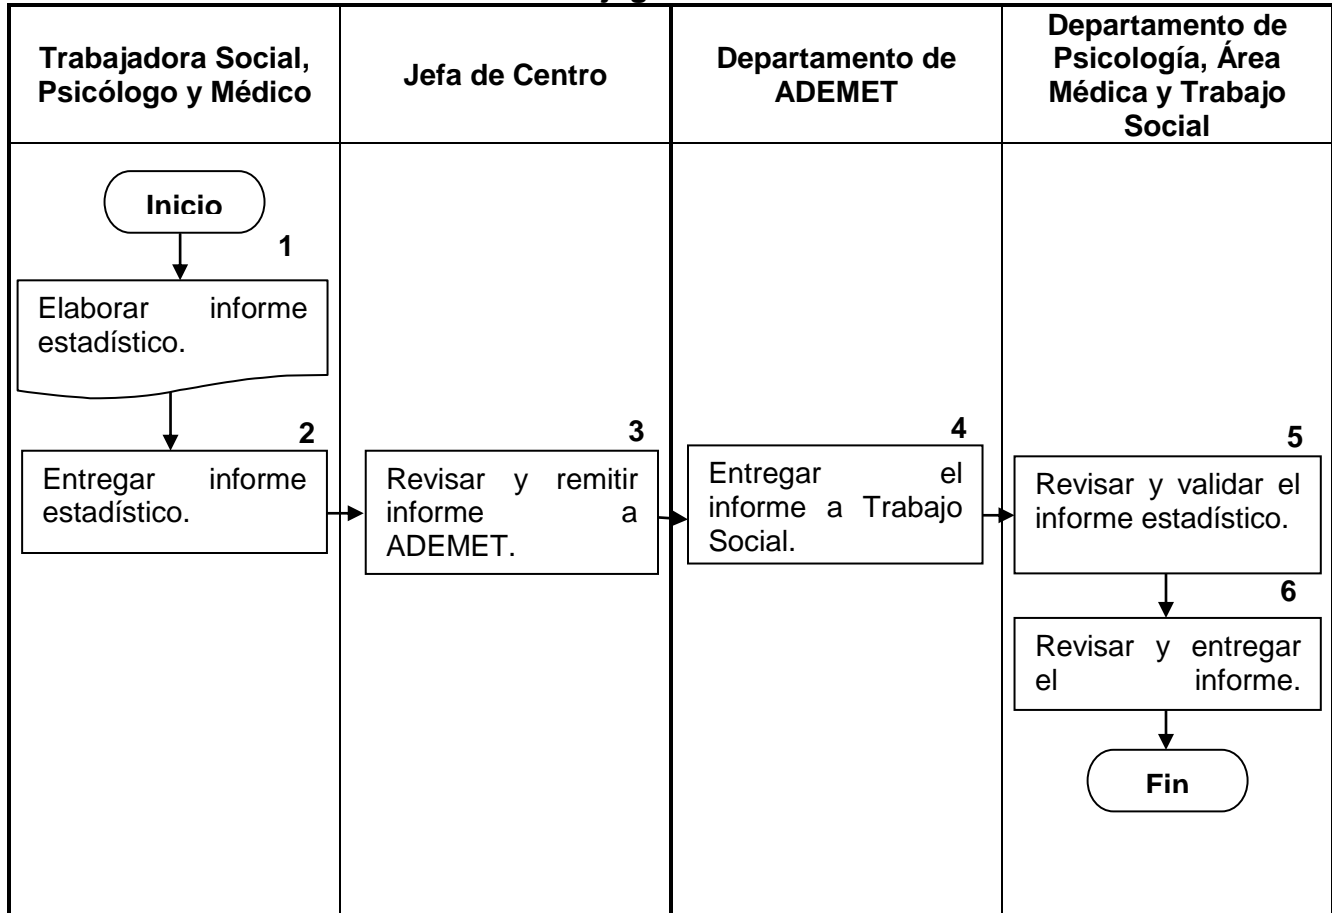 Trabajadora Social,
Psicólogo y Médico
Jefa de Centro
Departamento de
ADEMET
Departamento de
Psicología, Área
Médica y Trabajo
Social
Inicio
1
Elaborar informe
estadístico.
2
Entregar informe
estadístico.
3
Revisar y remitir
informe a
ADEMET.
4
Entregar el
informe a Trabajo
Social.
5
Revisar y validar el
informe estadístico.
6
Revisar y entregar
el informe.
Fin